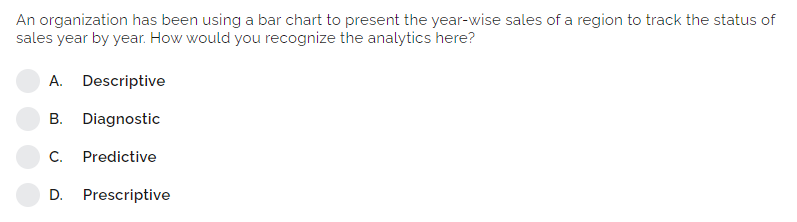 An organization has been using a bar chart to present the year-wise sales of a region to track the status of
sales year by year. How would you recognize the analytics here?
A. Descriptive
B. Diagnostic
C. Predictive
D. Prescriptive